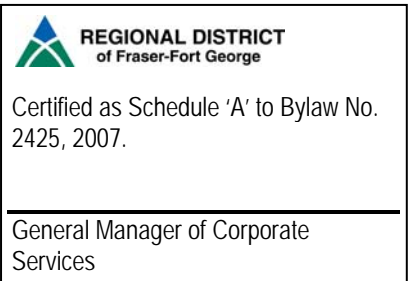 REGIONAL DISTRICT
of Fraser-Fort George
Certified as Schedule ‘A’ to Bylaw No.
2425, 2007.
General Manager of Corporate
Services